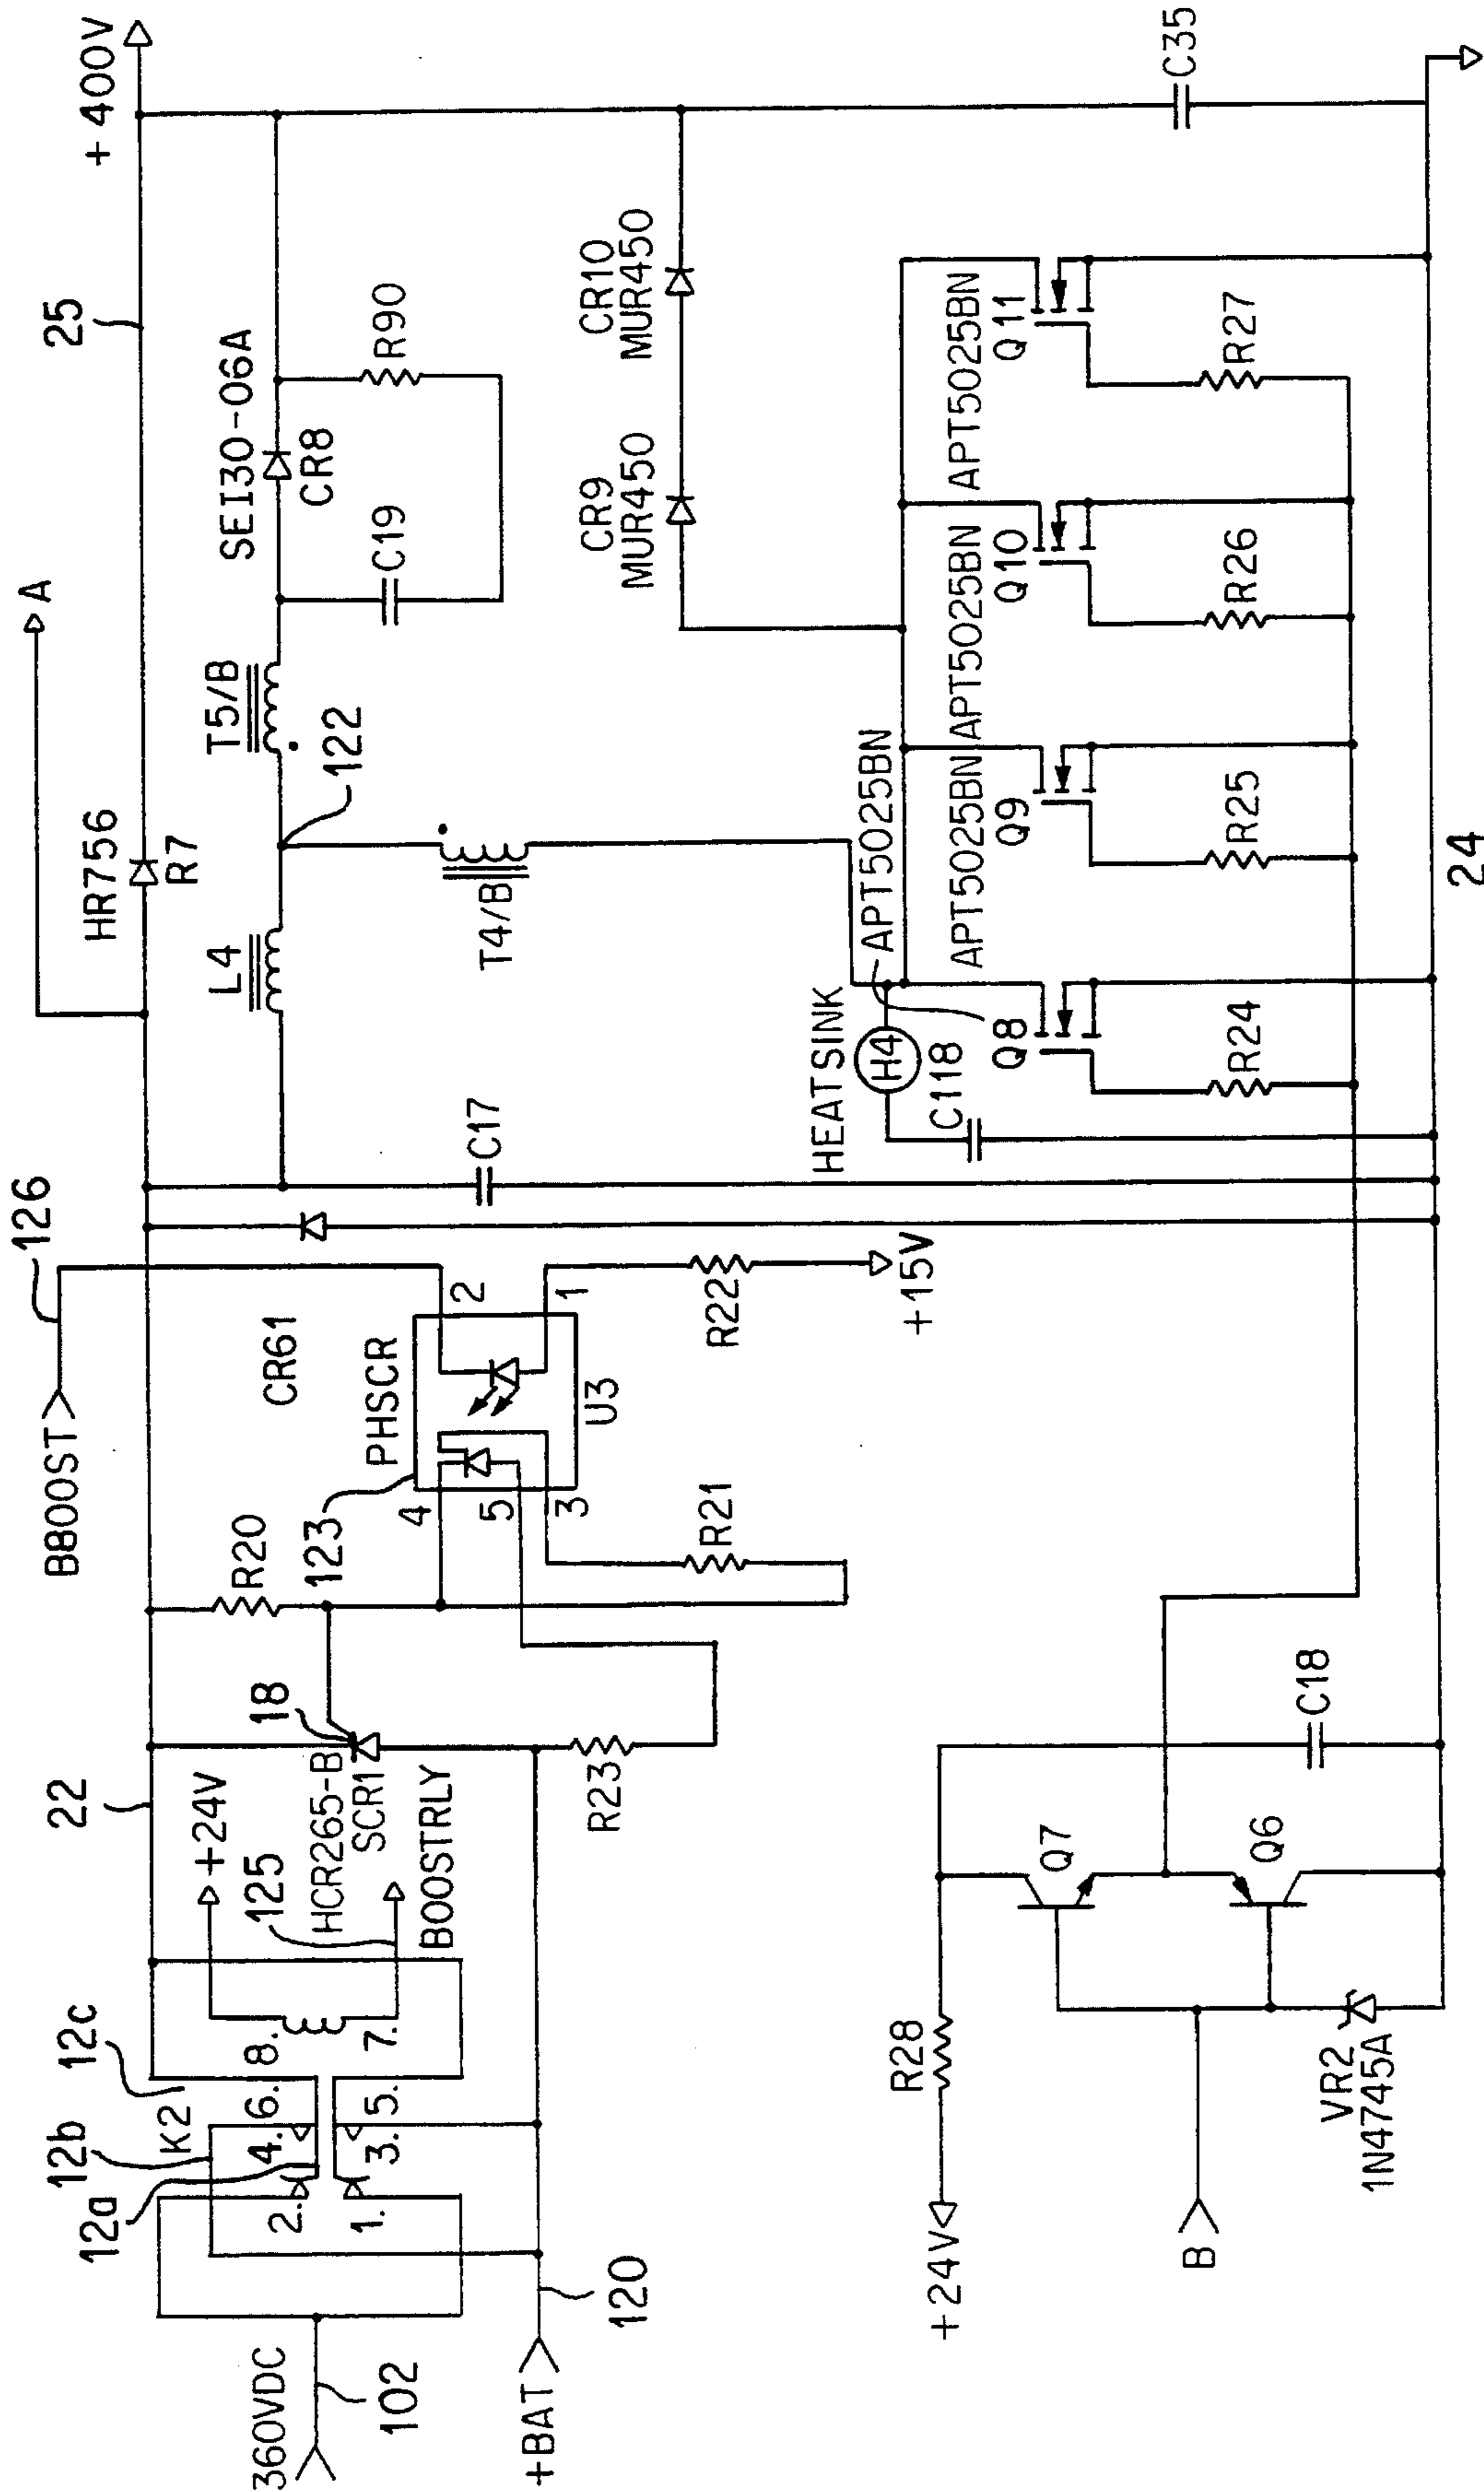 360VDC
102
+BAT
120
12a
12b
12c
K2
2.
4.
6.
8.
1.
3.
5.
7.
+24V
125
BOOSTRLY
22
HCR265-B
SCR1
18
R23
R20
123
4
5
3
PHSCR
2
1
U3
R21
R22
+15V
BBOOST
126
CR61
C17
A
HR756
R7
25
+400V
L4
122
T5/B
SEI30-06A
CR8
C19
R90
T4/B
CR9
MUR450
CR10
MUR450
C35
HEATSINK
H4
C118
APT5025BN
Q8
R24
APT5025BN
Q9
R25
APT5025BN
Q10
R26
APT5025BN
Q11
R27
24
+24V
R28
B
VR2
1N4745A
Q7
Q6
C18